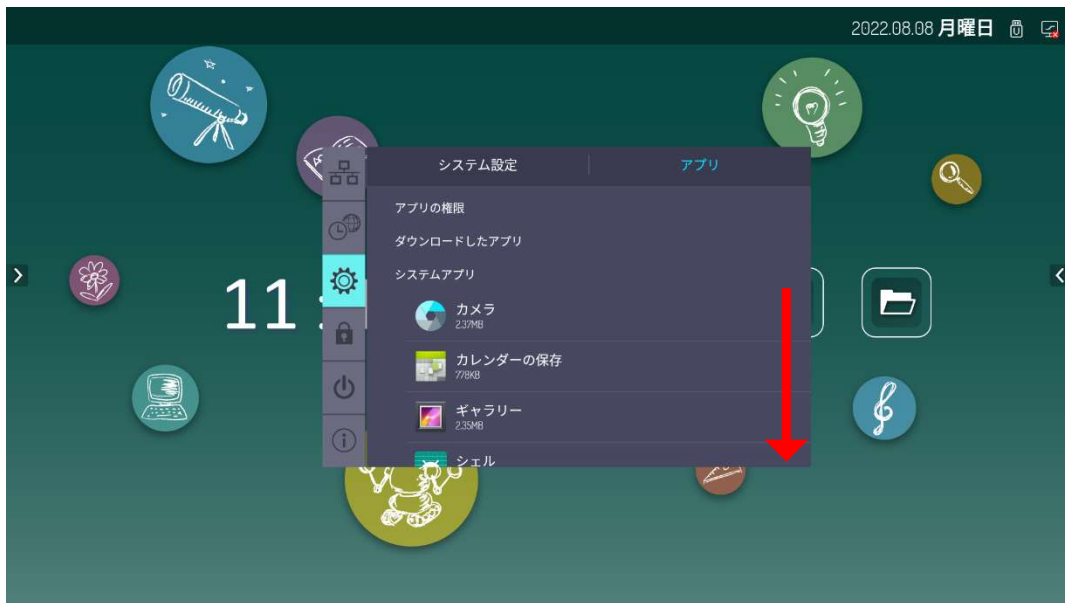 2022.08.08 月曜日
システム設定
アプリ
アプリの権限
ダウンロードしたアプリ
システムアプリ
カメラ
2.37MB
カレンダーの保存
778KB
ギャラリー
2.35MB
シェル
11 :